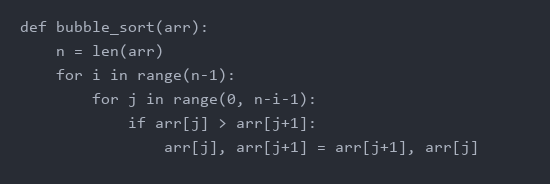 def bubble_sort(arr):
    n = len(arr)
    for i in range(n-1):
        for j in range(0, n-i-1):
            if arr[j] > arr[j+1]:
                arr[j], arr[j+1] = arr[j+1], arr[j]